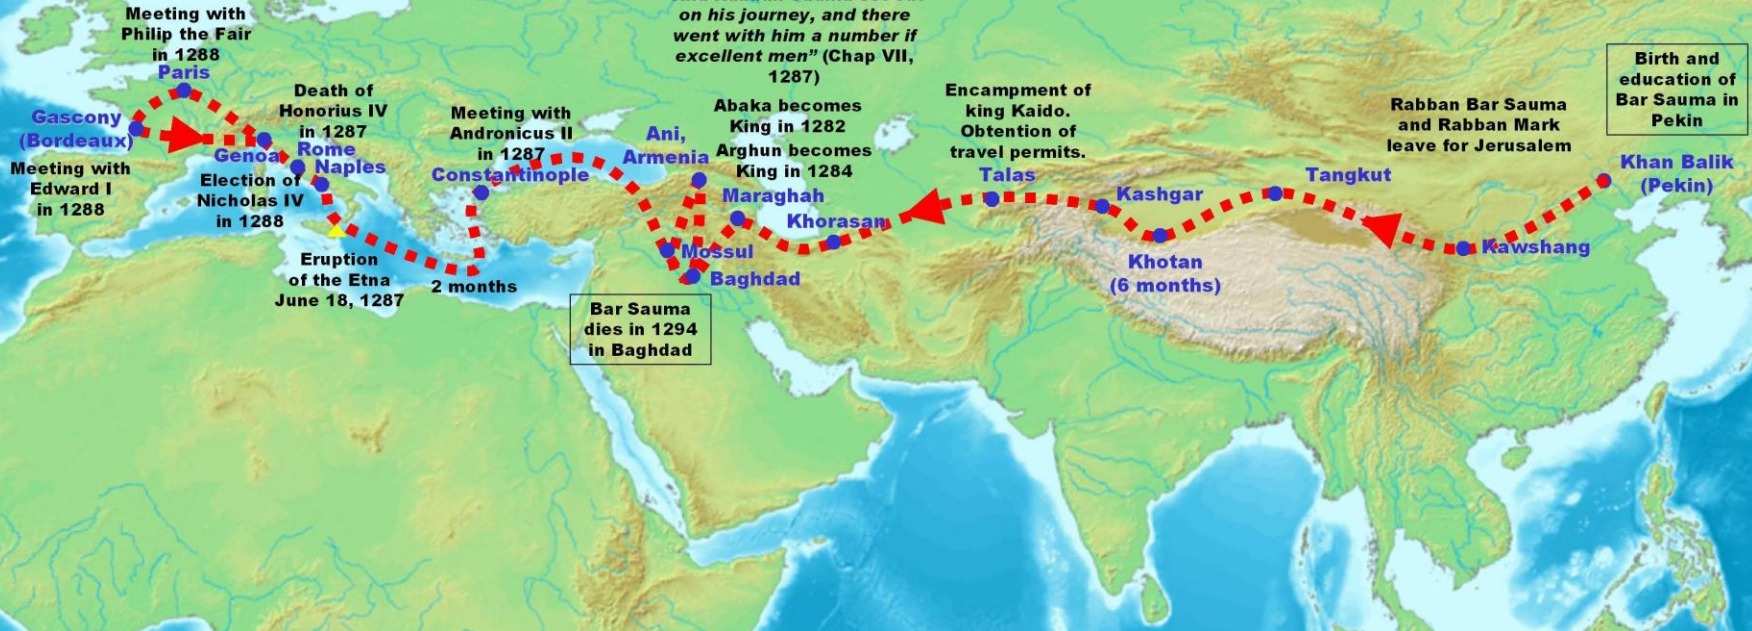 Meeting with
Philip the Fair
in 1288
Paris
Gascony
(Bordeaux)
Meeting with
Edward I
in 1288
Genoa
Death of
Honorius IV
in 1287
Rome
Naples
Election of
Nicholas IV
in 1288
Eruption
of the Etna
June 18, 1287
2 months
Meeting with
Andronicus II
in 1287
Constantinople
on his journey, and there
went with him a number if
excellent men” (Chap VII,
1287)
Abaka becomes
King in 1282
Arghun becomes
King in 1284
Ani,
Armenia
Maraghah
Khorasan
Mossul
Baghdad
Bar Sauma
dies in 1294
in Baghdad
Encampment of
king Kaido.
Obtention of
travel permits.
Talas
Kashgar
Khotan
(6 months)
Tangkut
Rabban Bar Sauma
and Rabban Mark
leave for Jerusalem
Kawshang
Birth and
education of
Bar Sauma in
Pekin
Khan Balik
(Pekin)